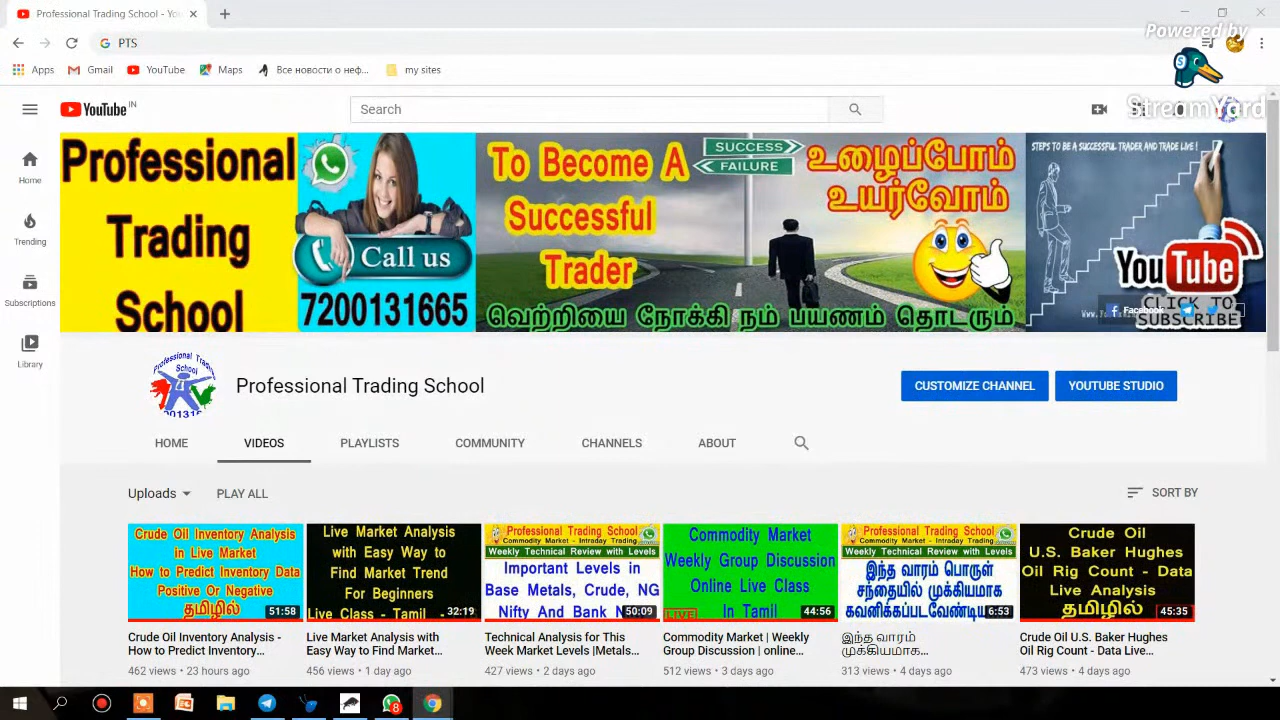 Professional Trading School - You
PTS
Apps
Gmail
YouTube
Maps
Все новости о неф...
my sites
Powered by
StreamYard
YouTube IN
Search
Home
Trending
Subscriptions
Library
Professional
Trading
School
Call us
7200131665
To Become A
Successful
Trader
SUCCESS
FAILURE
உழைப்போம்
உயர்வோம்
வெற்றியை நோக்கி நம் பயணம் தொடரும்
STEPS TO BE A SUCCESSFUL TRADER AND TRADE LIVE !
YouTube
Facebook
CLICK TO
SUBSCRIBE
Professional Trading School
CUSTOMIZE CHANNEL
YOUTUBE STUDIO
HOME
VIDEOS
PLAYLISTS
COMMUNITY
CHANNELS
ABOUT
Uploads
PLAY ALL
SORT BY
Crude Oil Inventory Analysis
in Live Market
How to Predict Inventory Data
Positive Or Negative
தமிழில்
51:58
Crude Oil Inventory Analysis -
How to Predict Inventory...
462 views • 23 hours ago
Live Market Analysis
with Easy Way to
Find Market Trend
For Beginners
Live Class - Tamil
32:19
Live Market Analysis with
Easy Way to Find Market...
456 views • 1 day ago
Professional Trading School
Commodity Market - Intraday Trading
Weekly Technical Review with Levels
Important Levels in
Base Metals, Crude, NG
Nifty And Bank
50:09
Technical Analysis for This
Week Market Levels |Metals...
427 views • 2 days ago
Commodity Market
Weekly Group Discussion
Online Live Class
In Tamil
LIVE
44:56
Commodity Market | Weekly
Group Discussion | online...
512 views • 3 days ago
Professional Trading School
Commodity Market - Intraday Trading
Weekly Technical Review with Levels
இந்த வாரம் பொருள்
சந்தையில் முக்கியமாக
கவனிக்கப்படவேண்டிய
6:53
இந்த வாரம்
முக்கியமாக...
313 views • 4 days ago
Crude Oil
U.S. Baker Hughes
Oil Rig Count - Data
Live Analysis
தமிழில்
45:35
Crude Oil U.S. Baker Hughes
Oil Rig Count - Data Live...
473 views • 4 days ago
8